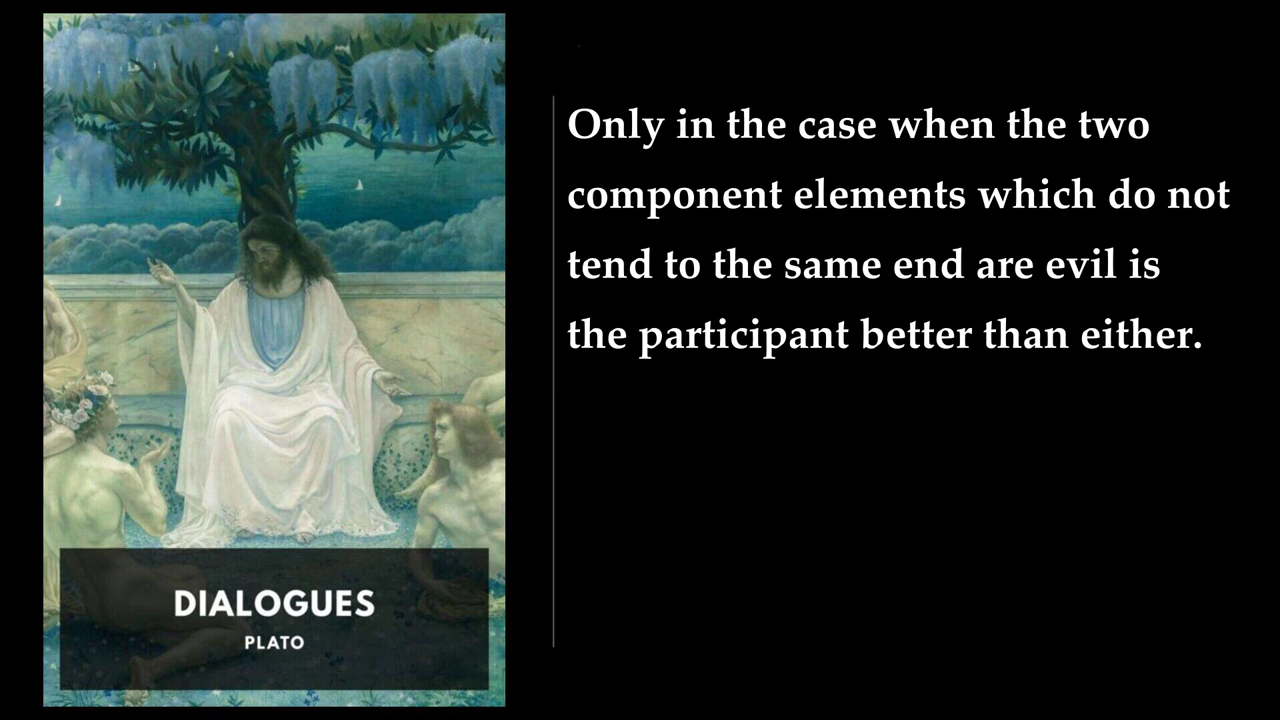 DIALOGUES
PLATO
Only in the case when the two
component elements which do not
tend to the same end are evil is
the participant better than either.